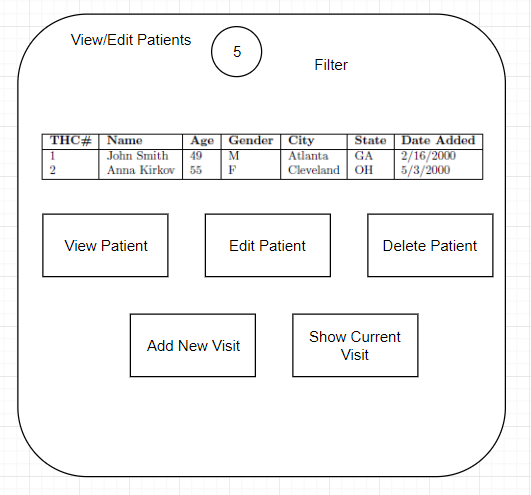 View/Edit Patients 5
Filter
THC# Name Age Gender City State Date Added
1 John Smith 49 M Atlanta GA 2/16/2000
2 Anna Kirkov 55 F Cleveland OH 5/3/2000
View Patient Edit Patient Delete Patient
Add New Visit Show Current
Visit